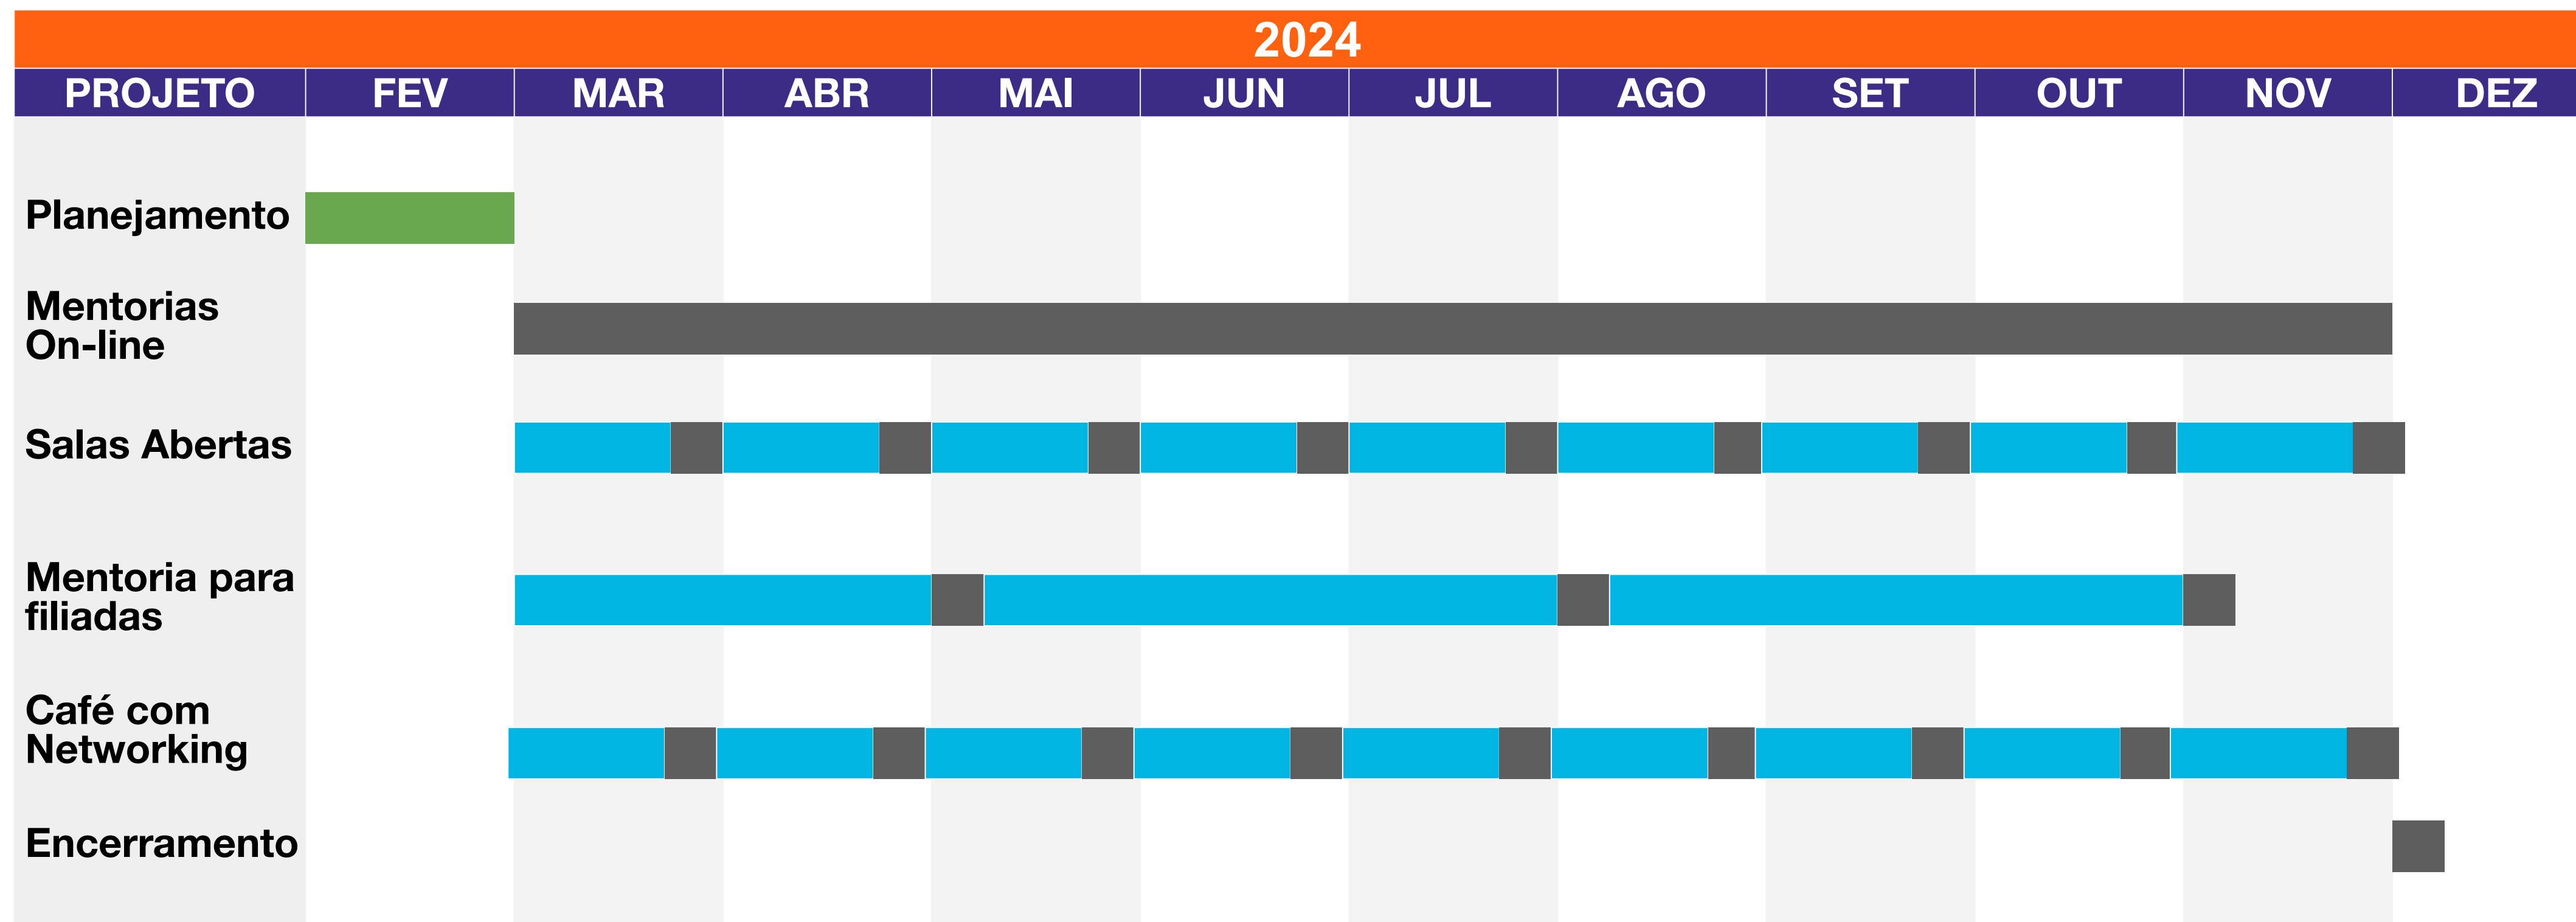 2024
PROJETO FEV MAR ABR MAI JUN JUL AGO SET OUT NOV DEZ
Planejamento
Mentorias
On-line
Salas Abertas
Mentoria para
filiadas
Café com
Networking
Encerramento